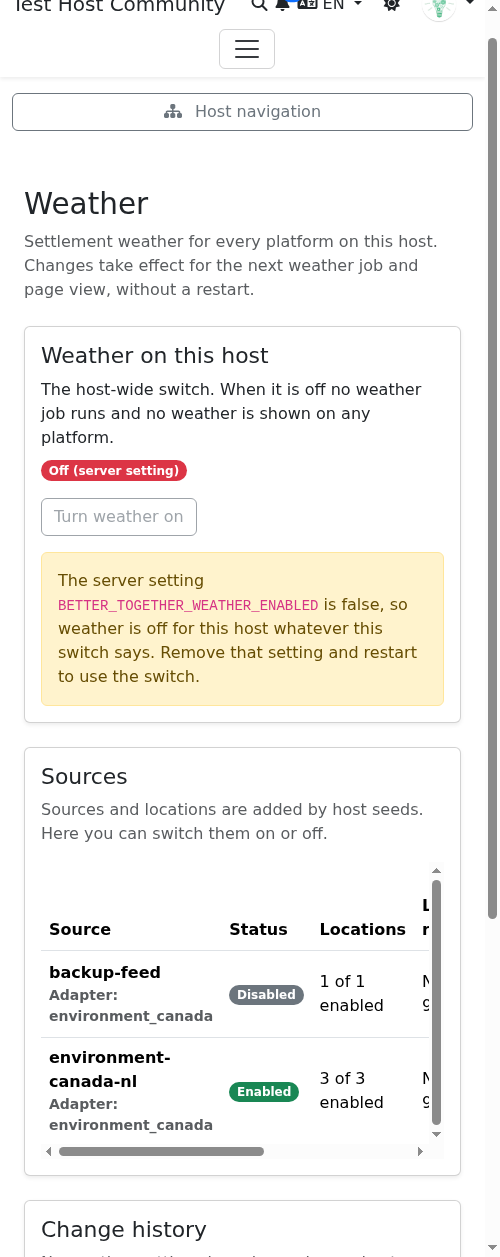 Test Host Community
EN
Host navigation
Weather
Settlement weather for every platform on this host.
Changes take effect for the next weather job and
page view, without a restart.
Weather on this host
The host-wide switch. When it is off no weather
job runs and no weather is shown on any
platform.
Off (server setting)
Turn weather on
The server setting
BETTER_TOGETHER_WEATHER_ENABLED is false, so
weather is off for this host whatever this
switch says. Remove that setting and restart
to use the switch.
Sources
Sources and locations are added by host seeds.
Here you can switch them on or off.
Source Status Locations
backup-feed
Adapter:
environment_canada
Disabled
1 of 1
enabled
environment-
canada-nl
Adapter:
environment_canada
Enabled
3 of 3
enabled
Change history